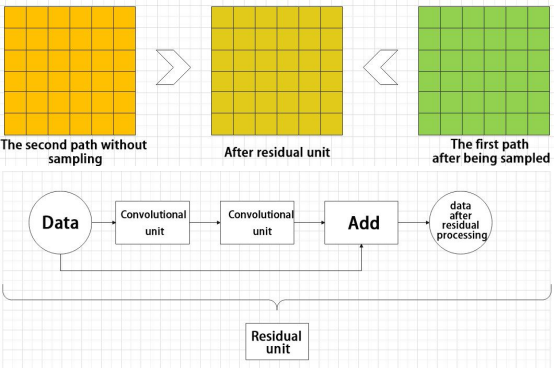 The second path without
sampling
After residual unit
The first path
after being sampled
Data
Convolutional
unit
Convolutional
unit
Add
data
after
residual
processing
Residual
unit